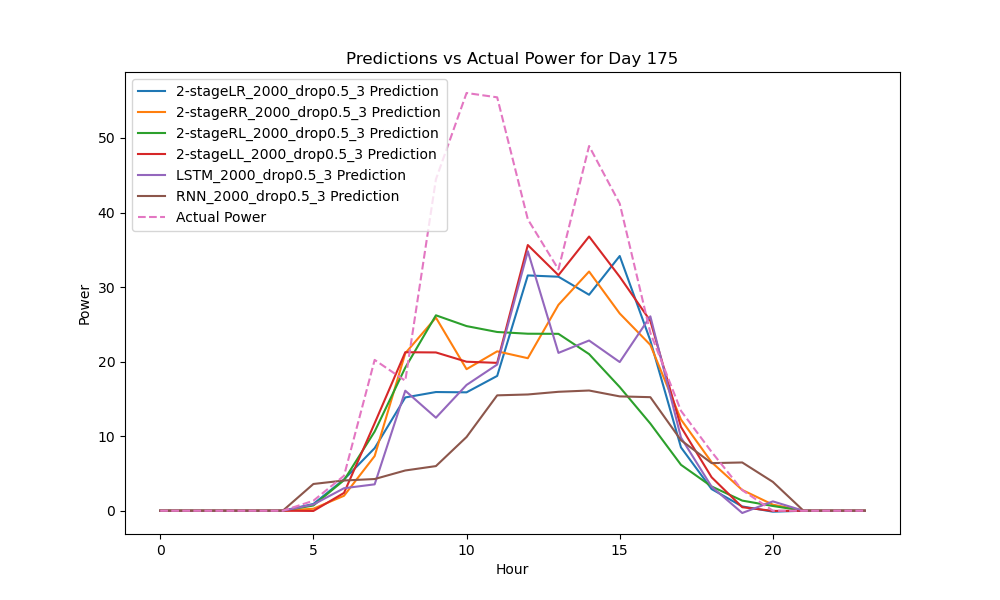 Predictions vs Actual Power for Day 175
2-stageLR_2000_drop0.5_3 Prediction
2-stageRR_2000_drop0.5_3 Prediction
2-stageRL_2000_drop0.5_3 Prediction
2-stageLL_2000_drop0.5_3 Prediction
LSTM_2000_drop0.5_3 Prediction
RNN_2000_drop0.5_3 Prediction
Actual Power
50
40
30
20
10
0
Power
0 5 10 15 20
Hour